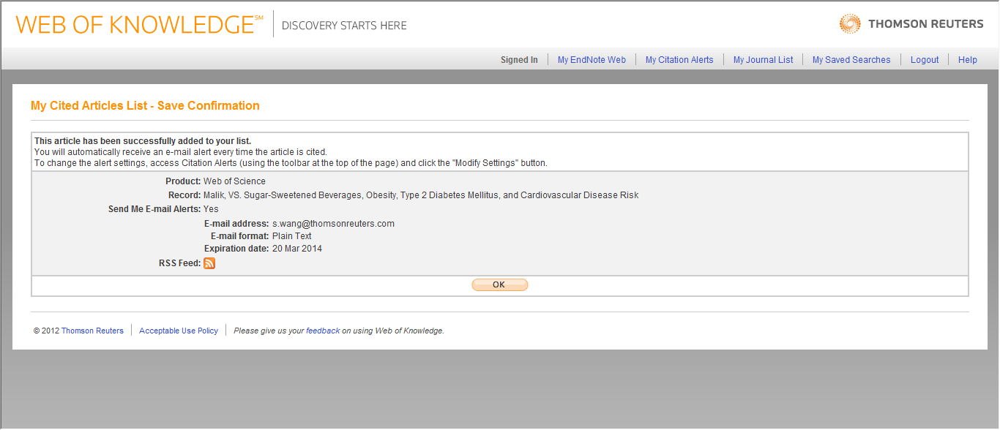 WEB OF KNOWLEDGE℠ DISCOVERY STARTS HERE THOMSON REUTERS
Signed In My EndNote Web My Citation Alerts My Journal List My Saved Searches Logout Help
My Cited Articles List - Save Confirmation
This article has been successfully added to your list.
You will automatically receive an e-mail alert every time the article is cited.
To change the alert settings, access Citation Alerts (using the toolbar at the top of the page) and click the "Modify Settings" button.
Product: Web of Science
Record: Malik, VS. Sugar-Sweetened Beverages, Obesity, Type 2 Diabetes Mellitus, and Cardiovascular Disease Risk
Send Me E-mail Alerts: Yes
E-mail address: s.wang@thomsonreuters.com
E-mail format: Plain Text
Expiration date: 20 Mar 2014
RSS Feed:
OK
© 2012 Thomson Reuters Acceptable Use Policy Please give us your feedback on using Web of Knowledge.